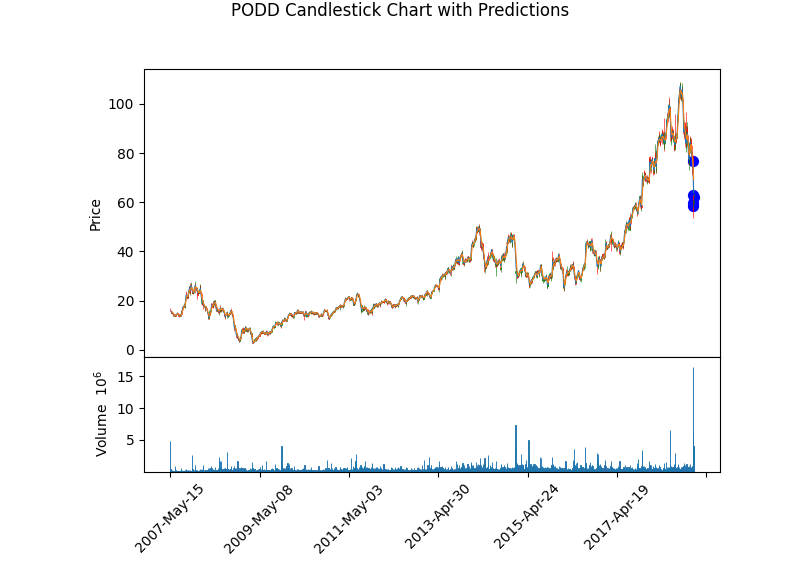 PODD Candlestick Chart with Predictions
100
80
60
40
20
0
Price
15
10
5
Volume 10^6
2007-May-15
2009-May-08
2011-May-03
2013-Apr-30
2015-Apr-24
2017-Apr-19